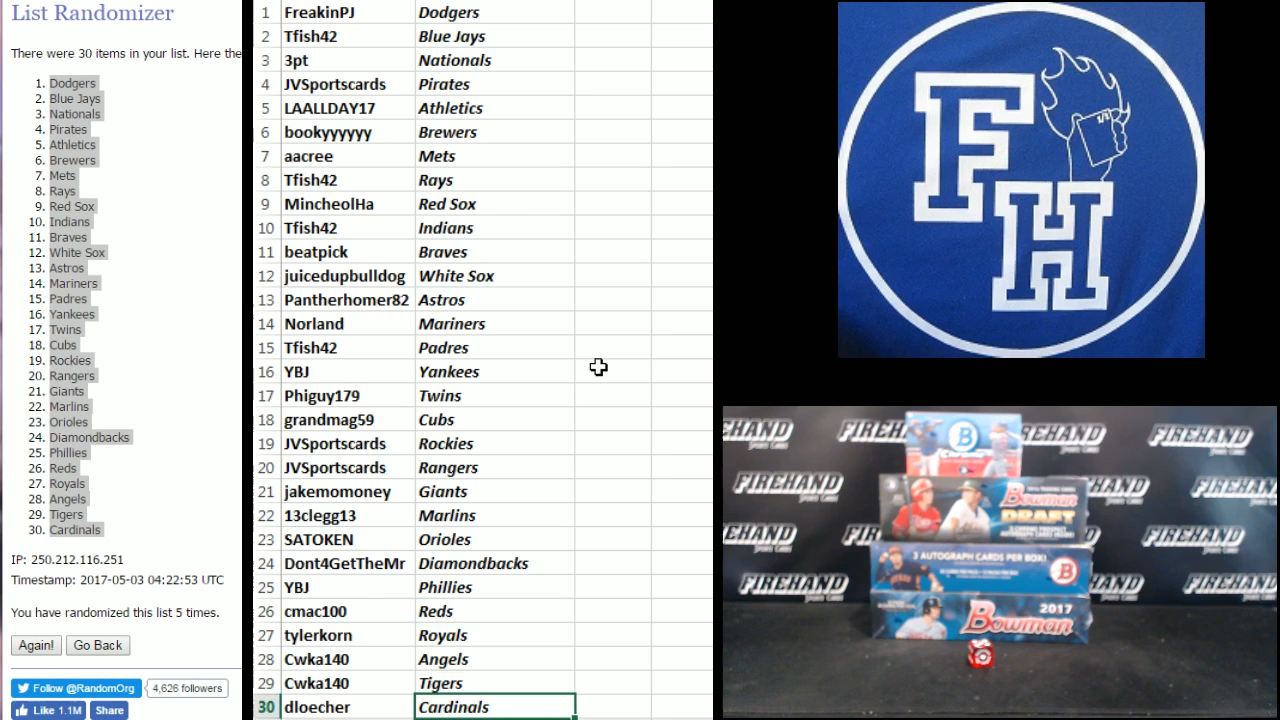 List Randomizer
There were 30 items in your list. Here the
1. Dodgers
2. Blue Jays
3. Nationals
4. Pirates
5. Athletics
6. Brewers
7. Mets
8. Rays
9. Red Sox
10. Indians
11. Braves
12. White Sox
13. Astros
14. Mariners
15. Padres
16. Yankees
17. Twins
18. Cubs
19. Rockies
20. Rangers
21. Giants
22. Marlins
23. Orioles
24. Diamondbacks
25. Phillies
26. Reds
27. Royals
28. Angels
29. Tigers
30. Cardinals
IP: 250.212.116.251
Timestamp: 2017-05-03 04:22:53 UTC
You have randomized this list 5 times.
Again! Go Back
Follow @RandomOrg 4,626 followers
Like 1.1M Share
1 FreakinPJ Dodgers
2 Tfish42 Blue Jays
3 3pt Nationals
4 JVSportscards Pirates
5 LAALLDAY17 Athletics
6 bookyyyyyy Brewers
7 aacree Mets
8 Tfish42 Rays
9 MincheolHa Red Sox
10 Tfish42 Indians
11 beatpick Braves
12 juicedupbulldog White Sox
13 Pantherhomer82 Astros
14 Norland Mariners
15 Tfish42 Padres
16 YBJ Yankees
17 Phiguy179 Twins
18 grandmag59 Cubs
19 JVSportscards Rockies
20 JVSportscards Rangers
21 jakemomoney Giants
22 13clegg13 Marlins
23 SATOKEN Orioles
24 Dont4GetTheMr Diamondbacks
25 YBJ Phillies
26 cmac100 Reds
27 tylerkorn Royals
28 Cwka140 Angels
29 Cwka140 Tigers
30 dloecher Cardinals
F
1/1
H
FIREHAND
B
Bowman
DRAFT
3 AUTOGRAPH CARDS PER BOX!
B
2017
Bowman